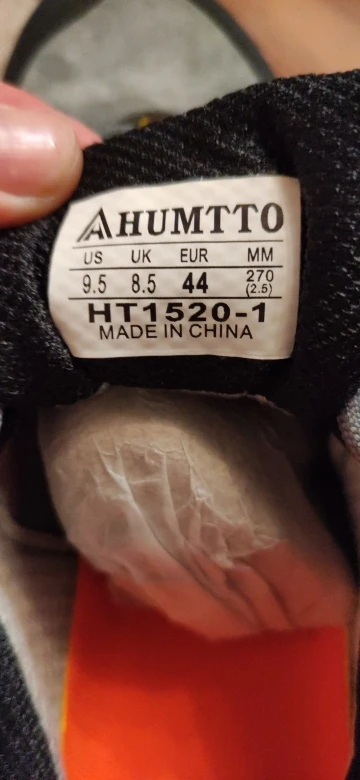 HUMTTO
US UK EUR MM
9.5 8.5 44 270
(2.5)
HT1520-1
MADE IN CHINA